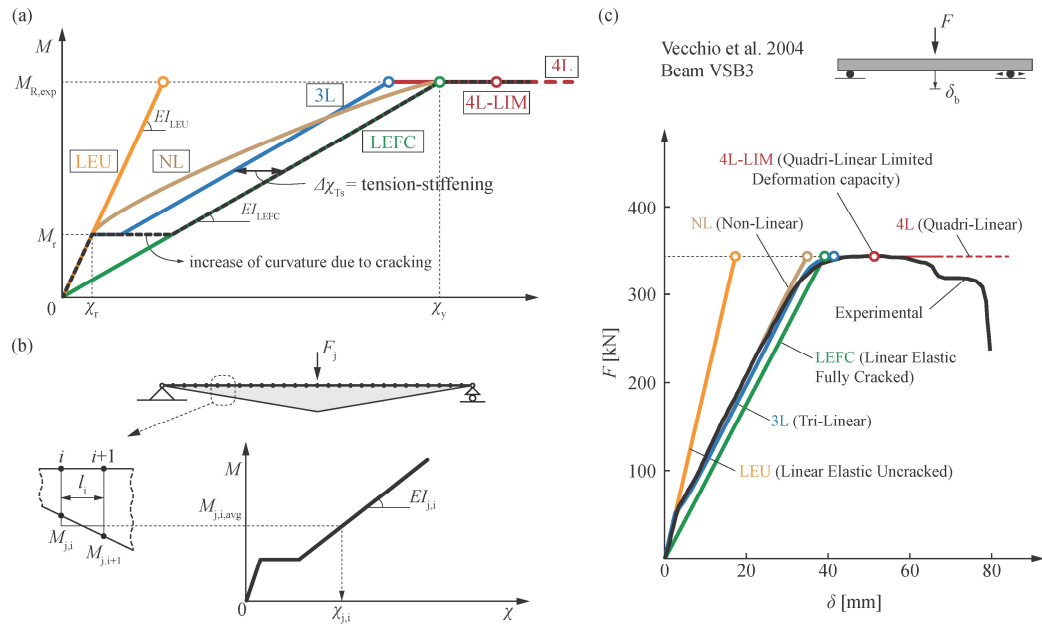 (a)
M
M_R,exp
M_r
0
χ_r
χ_y
EI_LEU
LEU
NL
3L
4L
4L-LIM
LEFC
Δχ_Ts = tension-stiffening
EI_LEFC
increase of curvature due to cracking
(b)
F_j
i
i+1
l_i
M_j,i
M_j,i+1
M
M_j,i,avg
EI_j,i
0
χ_j,i
χ
(c)
Vecchio et al. 2004
Beam VSB3
F
δ_b
4L-LIM (Quadri-Linear Limited
Deformation capacity)
NL (Non-Linear)
4L (Quadri-Linear)
Experimental
LEFC (Linear Elastic
Fully Cracked)
3L (Tri-Linear)
LEU (Linear Elastic Uncracked)
F [kN]
400
300
200
100
0
0
20
40
60
80
δ [mm]